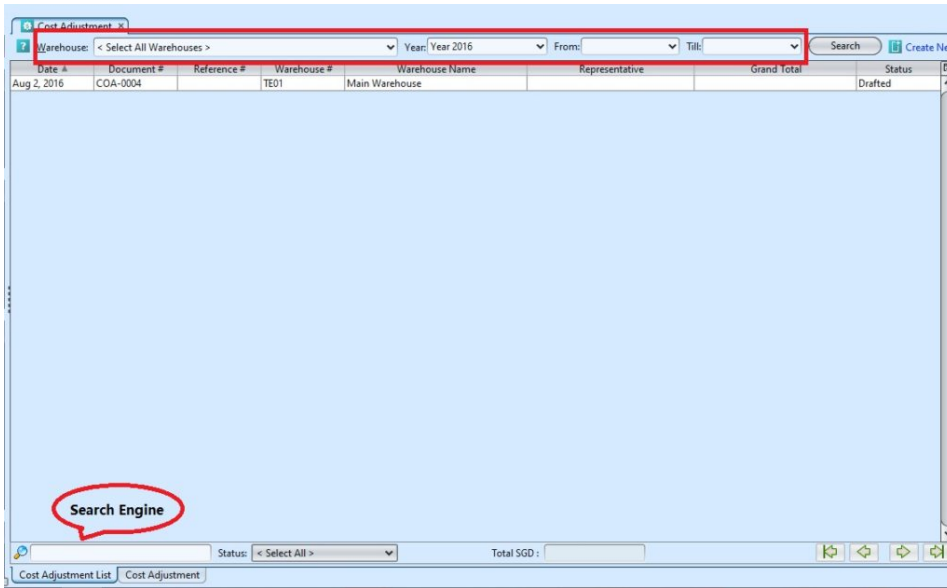 Cost Adjustment ×
? Warehouse: < Select All Warehouses > Year: Year 2016 From: Till: Search Create Ne
Date Document # Reference # Warehouse # Warehouse Name Representative Grand Total Status
Aug 2, 2016 COA-0004 TE01 Main Warehouse Drafted
Search Engine
Status: < Select All > Total SGD :
Cost Adjustment List Cost Adjustment